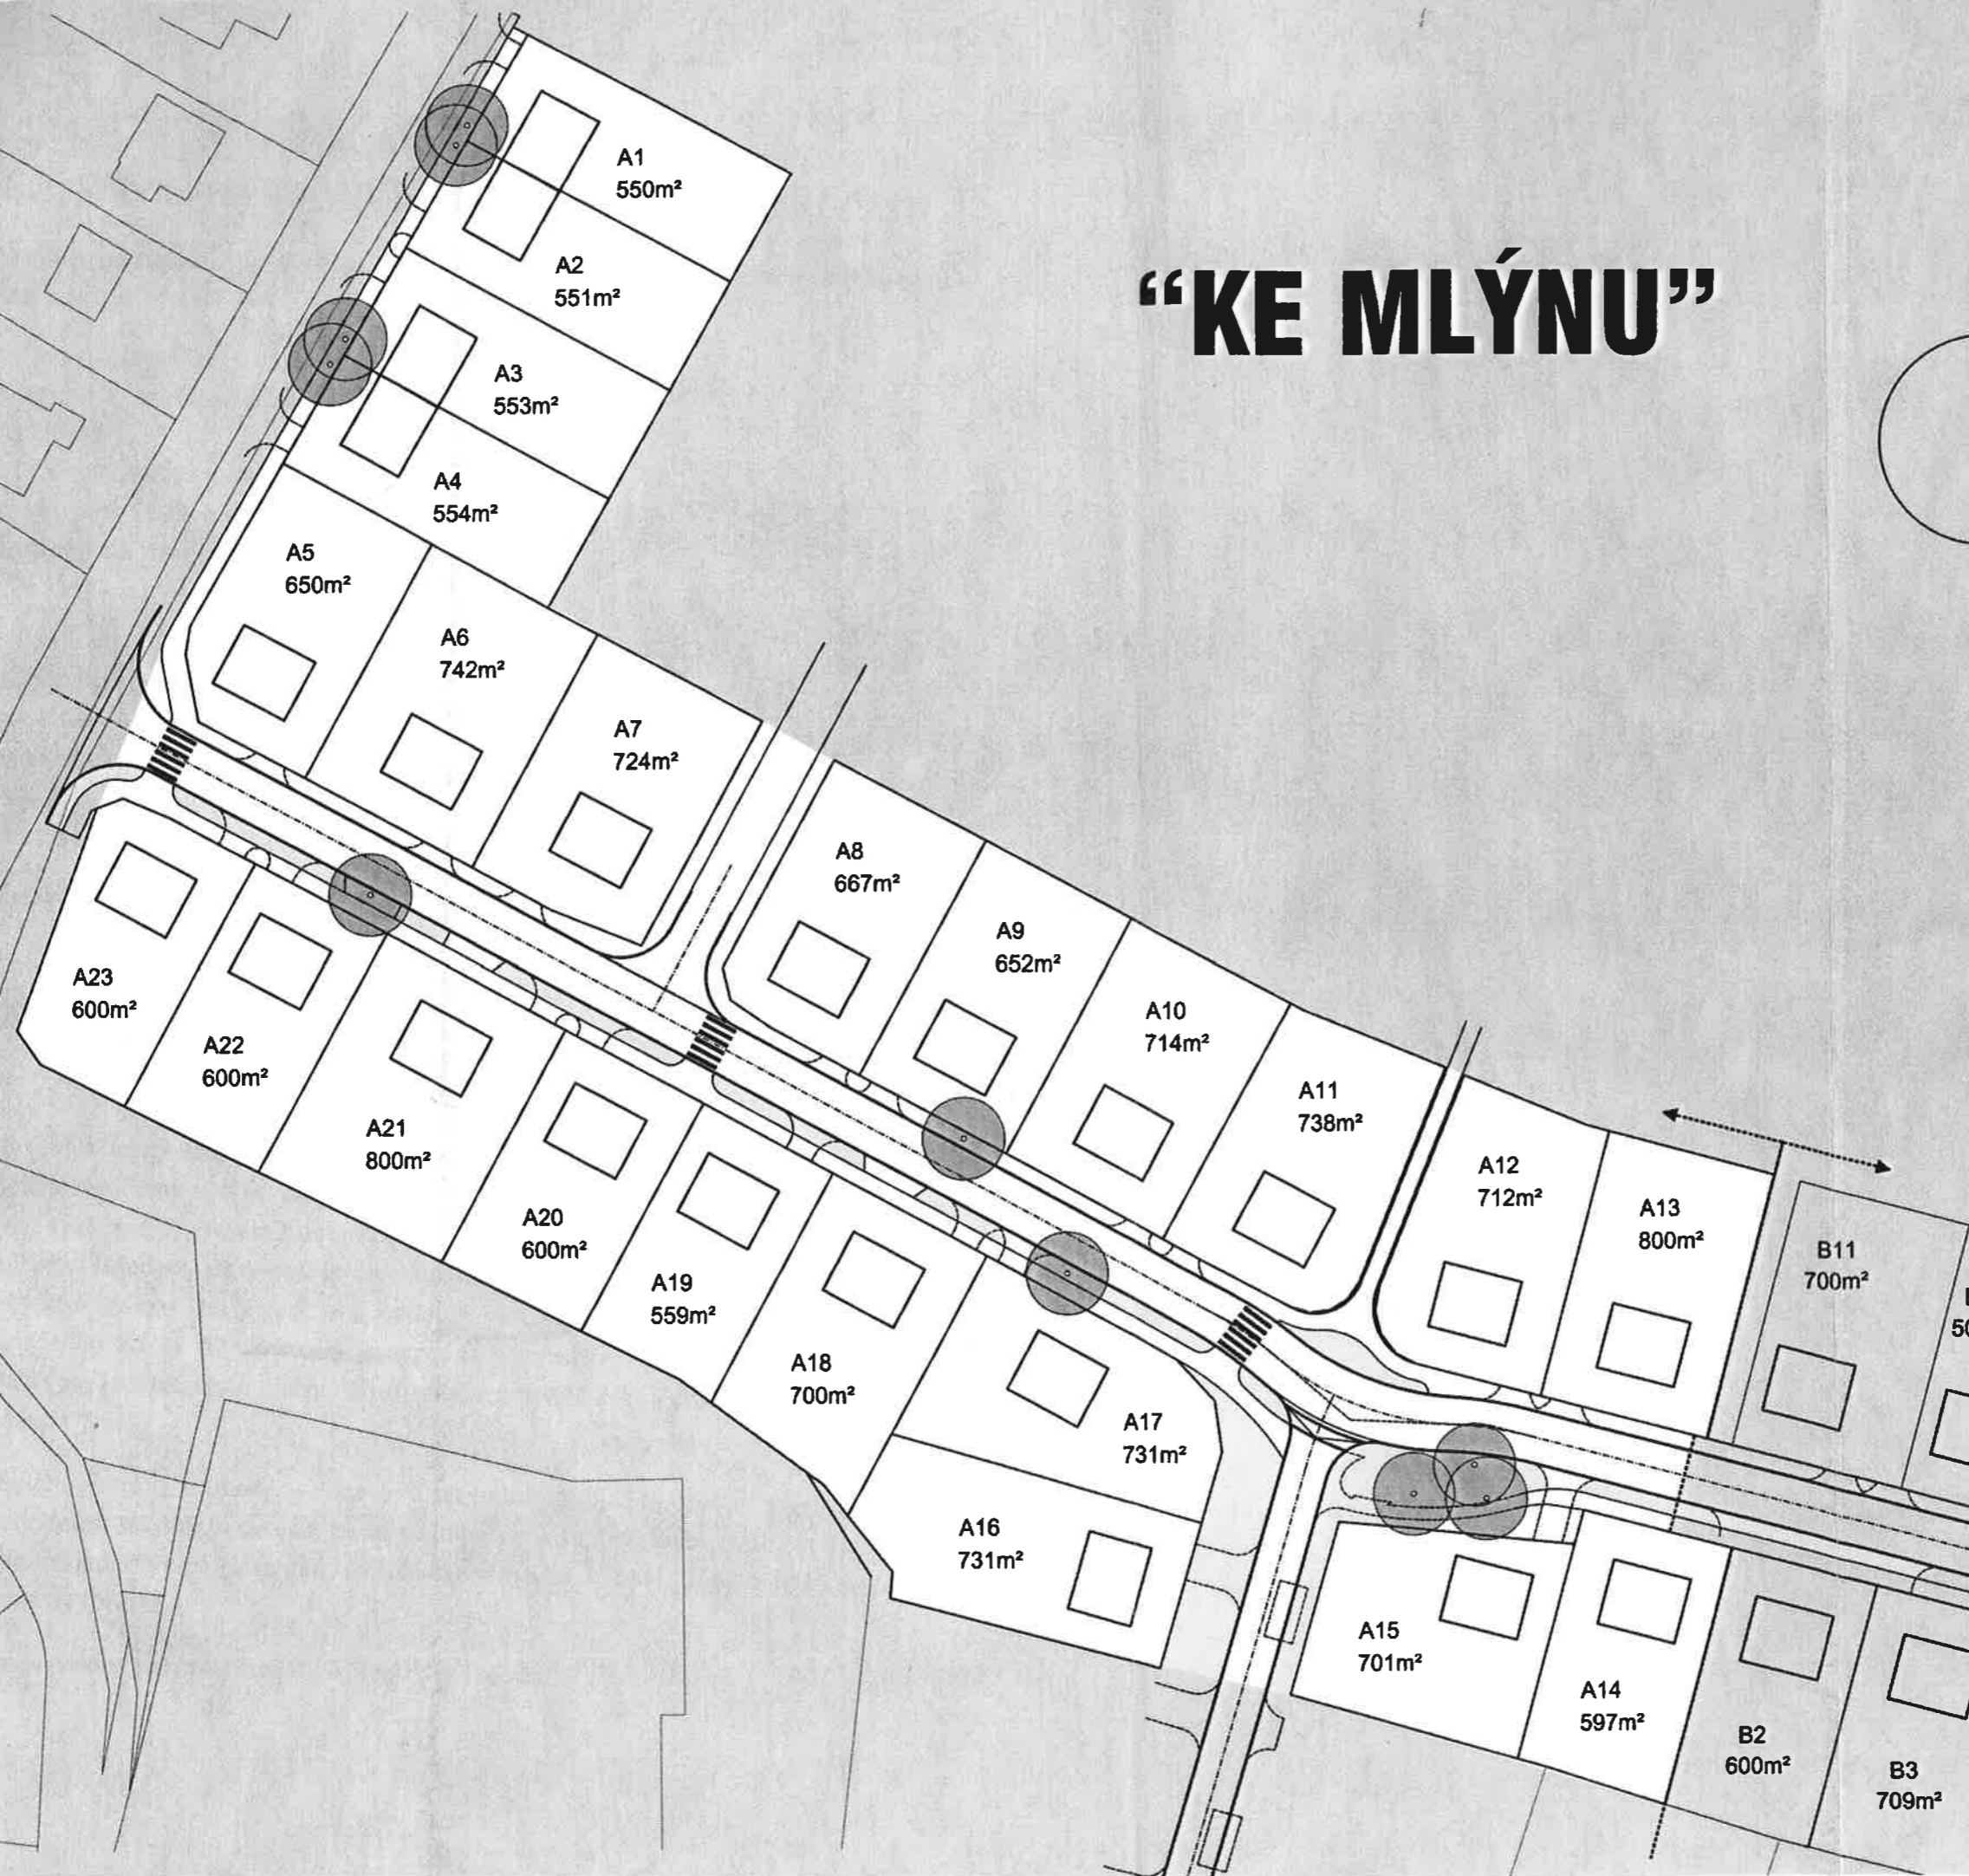 “KE MLÝNU”
A1
550m²
A2
551m²
A3
553m²
A4
554m²
A5
650m²
A6
742m²
A7
724m²
A8
667m²
A9
652m²
A10
714m²
A11
738m²
A12
712m²
A13
800m²
B11
700m²
A23
600m²
A22
600m²
A21
800m²
A20
600m²
A19
559m²
A18
700m²
A17
731m²
A16
731m²
A15
701m²
A14
597m²
B2
600m²
B3
709m²